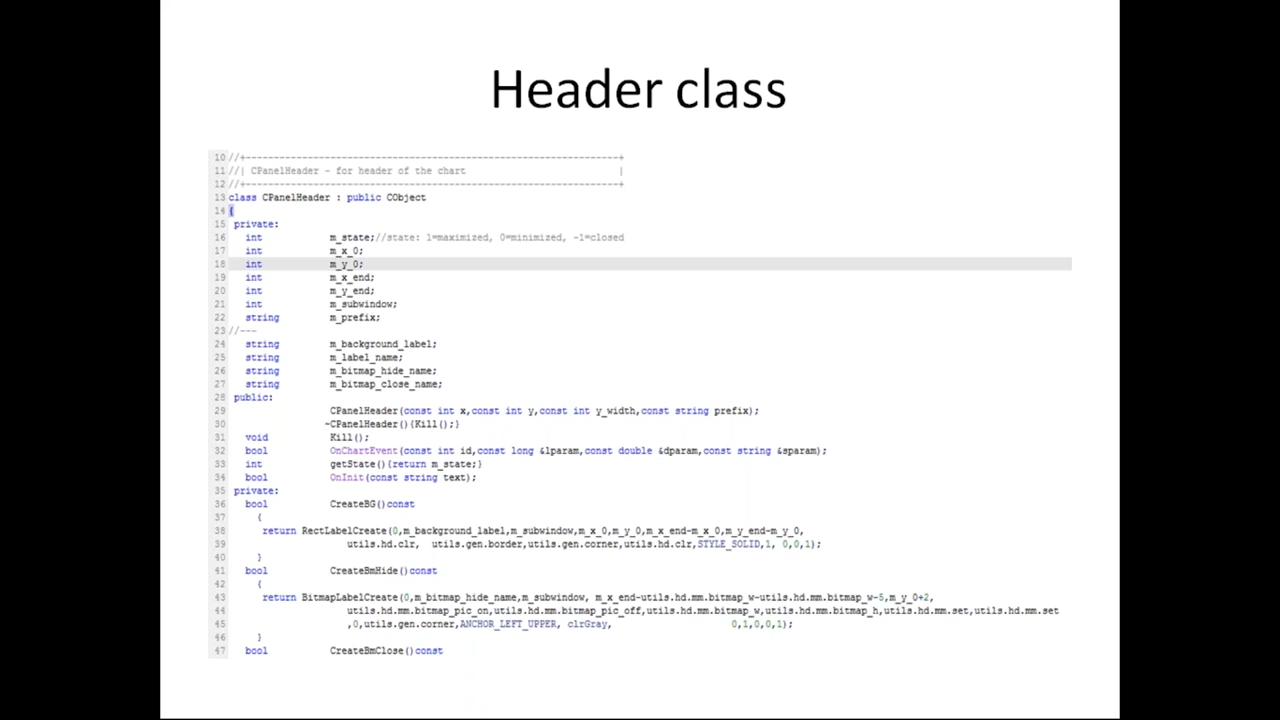 Header class
10 //+------------------------------------------------------------------+
11 //| CPanelHeader - for header of the chart |
12 //+------------------------------------------------------------------+
13 class CPanelHeader : public CObject
14 {
15 private:
16 int m_state;//state: 1=maximized, 0=minimized, -1=closed
17 int m_x_0;
18 int m_y_0;
19 int m_x_end;
20 int m_y_end;
21 int m_subwindow;
22 string m_prefix;
23 //---
24 string m_background_label;
25 string m_label_name;
26 string m_bitmap_hide_name;
27 string m_bitmap_close_name;
28 public:
29 CPanelHeader(const int x,const int y,const int y_width,const string prefix);
30 ~CPanelHeader(){Kill();}
31 void Kill();
32 bool OnChartEvent(const int id,const long &lparam,const double &dparam,const string &sparam);
33 int getState(){return m_state;}
34 bool OnInit(const string text);
35 private:
36 bool CreateBG()const
37 {
38 return RectLabelCreate(0,m_background_label,m_subwindow,m_x_0,m_y_0,m_x_end-m_x_0,m_y_end-m_y_0,
39 utils.hd.clr, utils.gen.border,utils.gen.corner,utils.hd.clr,STYLE_SOLID,1, 0,0,1);
40 }
41 bool CreateBmHide()const
42 {
43 return BitmapLabelCreate(0,m_bitmap_hide_name,m_subwindow, m_x_end-utils.hd.mm.bitmap_w-utils.hd.mm.bitmap_w-5,m_y_0+2,
44 utils.hd.mm.bitmap_pic_on,utils.hd.mm.bitmap_pic_off,utils.hd.mm.bitmap_w,utils.hd.mm.bitmap_h,utils.hd.mm.set,utils.hd.mm.set
45 ,0,utils.gen.corner,ANCHOR_LEFT_UPPER, clrGray, 0,1,0,0,1);
46 }
47 bool CreateBmClose()const